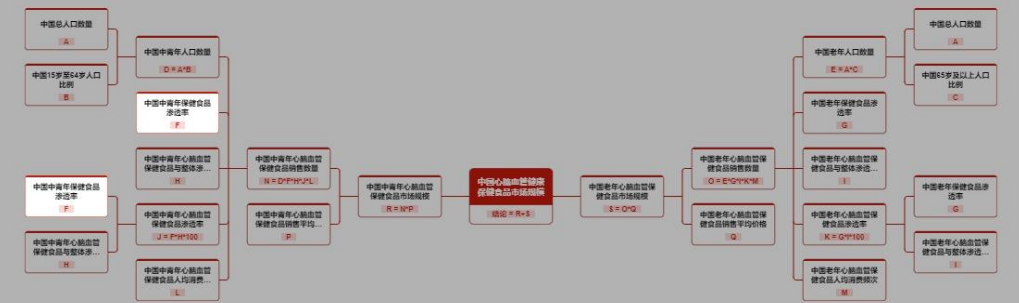 中国总人口数量
A
中国15岁至64岁人口
比例
B
中国中青年人口数量
D = A*B
中国中青年保健食品
渗透率
F
中国中青年心脑血管
保健食品与整体渗...
H
中国中青年保健食品
渗透率
F
中国中青年心脑血管
保健食品与整体渗...
H
中国中青年心脑血管
保健食品渗透率
J = F*H*100
中国中青年心脑血管
保健食品人均消费...
L
中国中青年心脑血管
保健食品销售数量
N = D*F*H*J*L
中国中青年心脑血管
保健食品销售平均...
P
中国中青年心脑血管
保健食品市场规模
R = N*P
中国心脑血管健康
保健食品市场规模
结论 = R+S
中国老年心脑血管保
健食品市场规模
S = O*Q
中国老年心脑血管保
健食品销售数量
O = E*G*I*K*M
中国老年心脑血管保
健食品销售平均价格
Q
中国老年人口数量
E = A*C
中国老年保健食品渗
透率
G
中国老年心脑血管保
健食品与整体渗透...
I
中国老年心脑血管保
健食品渗透率
K = G*I*100
中国老年心脑血管保
健食品人均消费频次
M
中国总人口数量
A
中国65岁及以上人口
比例
C
中国老年保健食品渗
透率
G
中国老年心脑血管保
健食品与整体渗透...
I